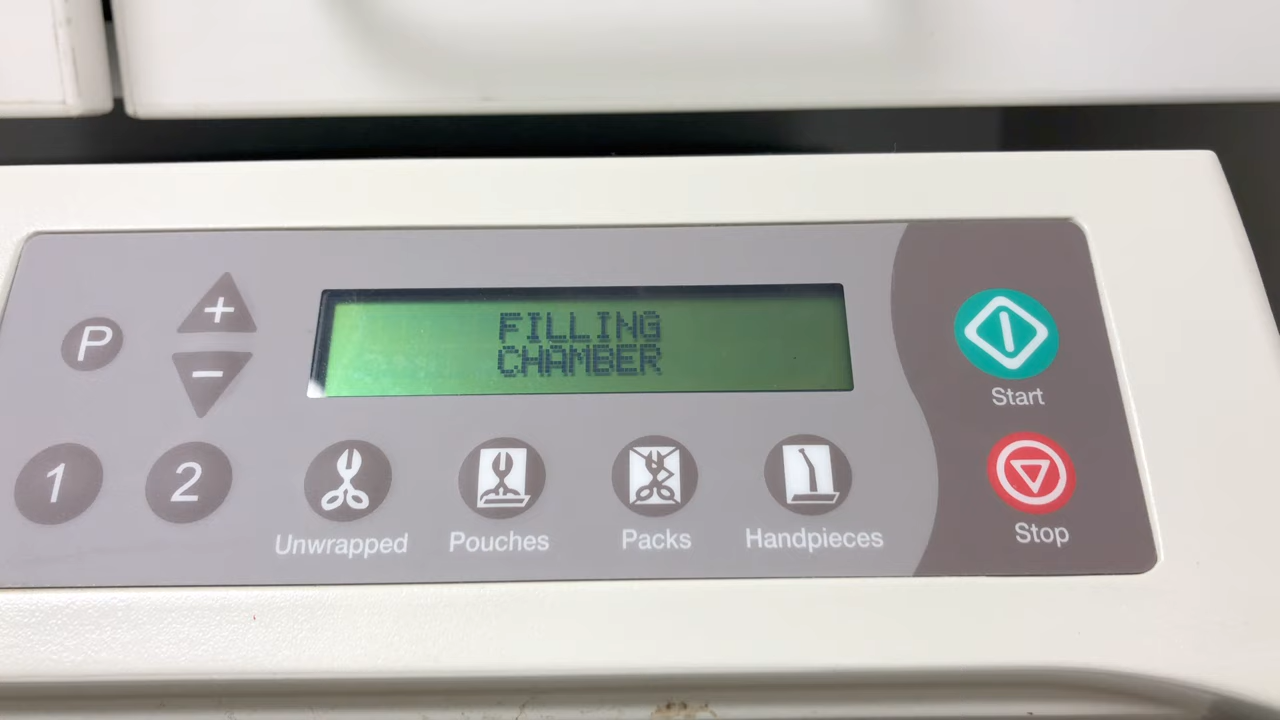 FILLING
CHAMBER
P
+
−
Start
1
2
Unwrapped
Pouches
Packs
Handpieces
Stop